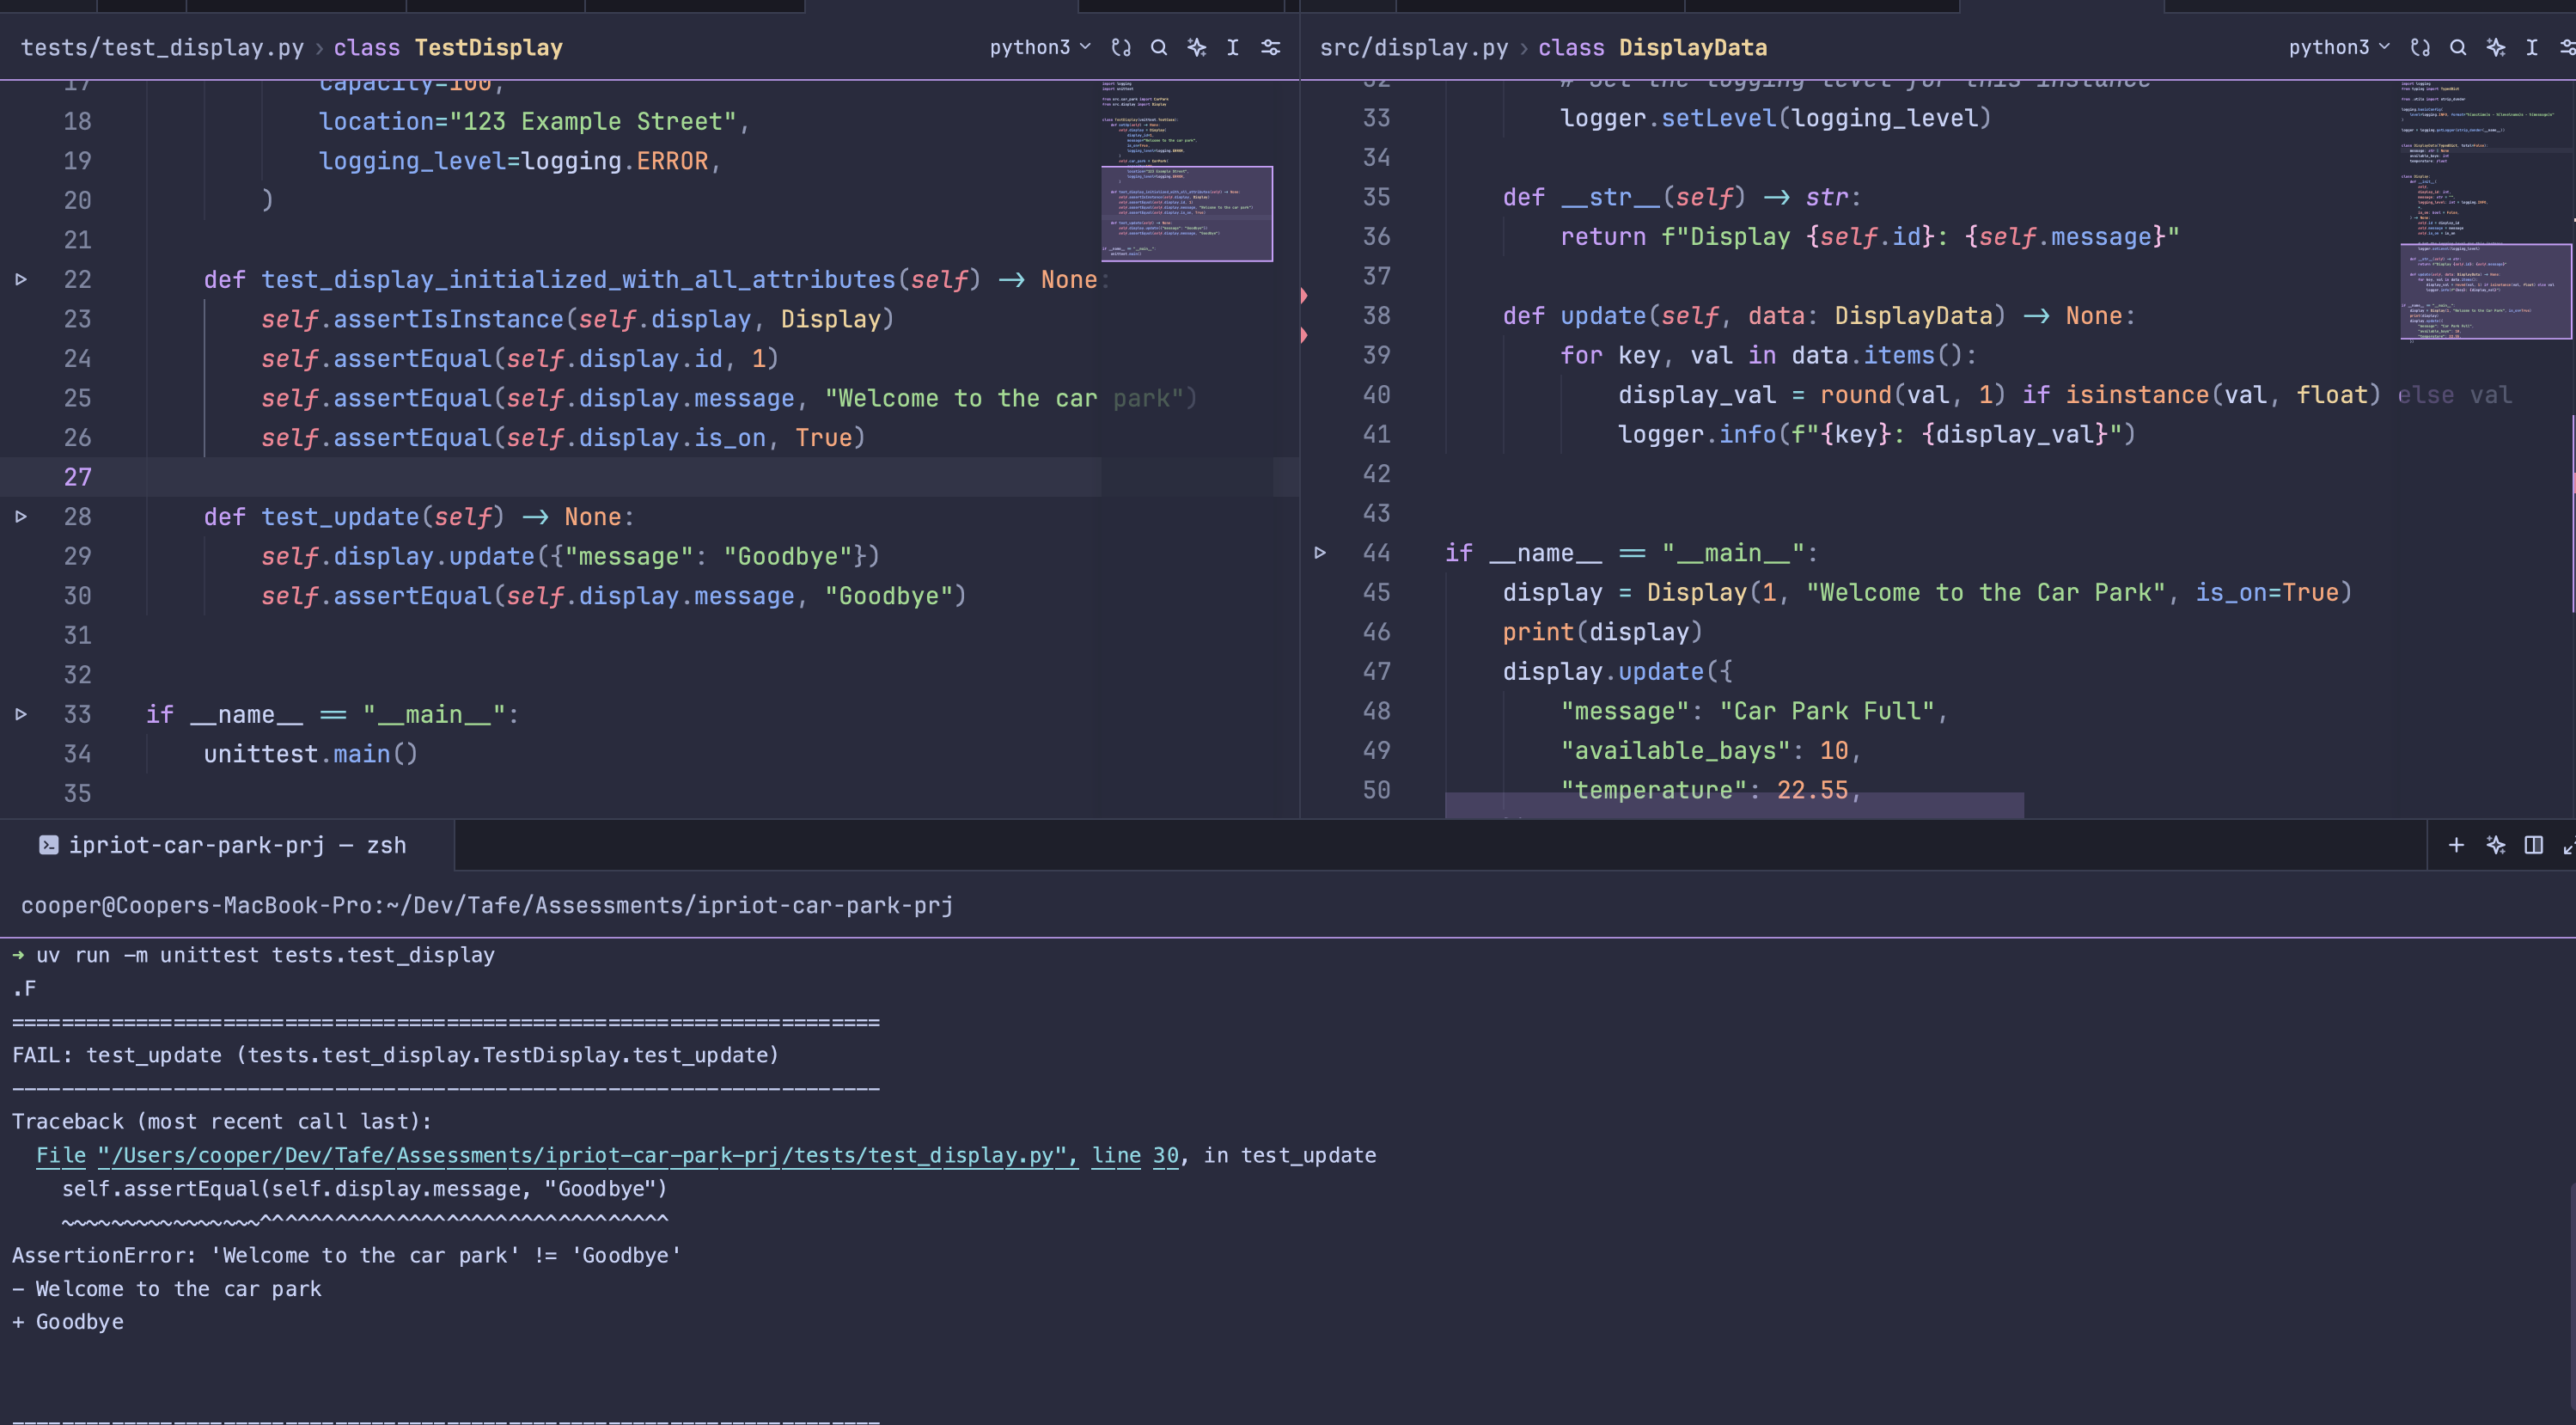 tests/test_display.py › class TestDisplay
python3
17 capacity=100,
18 location="123 Example Street",
19 logging_level=logging.ERROR,
20 )
21
22 def test_display_initialized_with_all_attributes(self) -> None:
23 self.assertIsInstance(self.display, Display)
24 self.assertEqual(self.display.id, 1)
25 self.assertEqual(self.display.message, "Welcome to the car park")
26 self.assertEqual(self.display.is_on, True)
27
28 def test_update(self) -> None:
29 self.display.update({"message": "Goodbye"})
30 self.assertEqual(self.display.message, "Goodbye")
31
32
33 if __name__ == "__main__":
34 unittest.main()
35
src/display.py › class DisplayData
python3
32 # Set the logging level for this instance
33 logger.setLevel(logging_level)
34
35 def __str__(self) -> str:
36 return f"Display {self.id}: {self.message}"
37
38 def update(self, data: DisplayData) -> None:
39 for key, val in data.items():
40 display_val = round(val, 1) if isinstance(val, float) else val
41 logger.info(f"{key}: {display_val}")
42
43
44 if __name__ == "__main__":
45 display = Display(1, "Welcome to the Car Park", is_on=True)
46 print(display)
47 display.update({
48 "message": "Car Park Full",
49 "available_bays": 10,
50 "temperature": 22.55,
ipriot-car-park-prj — zsh
cooper@Coopers-MacBook-Pro:~/Dev/Tafe/Assessments/ipriot-car-park-prj
➜ uv run -m unittest tests.test_display
.F
======================================================================
FAIL: test_update (tests.test_display.TestDisplay.test_update)
----------------------------------------------------------------------
Traceback (most recent call last):
File "/Users/cooper/Dev/Tafe/Assessments/ipriot-car-park-prj/tests/test_display.py", line 30, in test_update
self.assertEqual(self.display.message, "Goodbye")
~~~~~~~~~~~~~~~~^^^^^^^^^^^^^^^^^^^^^^^^^^^^^^^^^
AssertionError: 'Welcome to the car park' != 'Goodbye'
- Welcome to the car park
+ Goodbye
----------------------------------------------------------------------